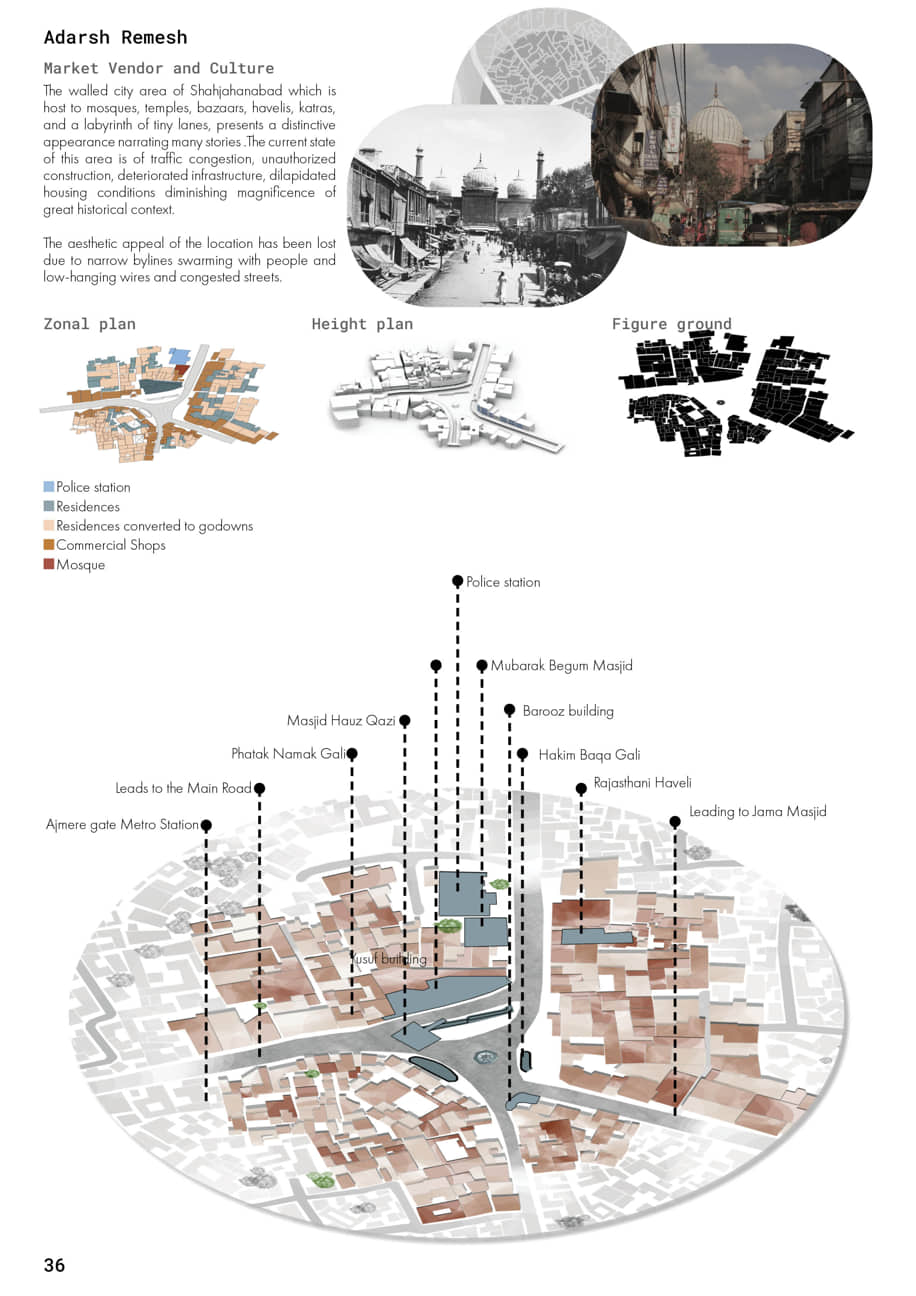 Adarsh Remesh
Market Vendor and Culture
The walled city area of Shahjahanabad which is
host to mosques, temples, bazaars, havelis, katras,
and a labyrinth of tiny lanes, presents a distinctive
appearance narrating many stories .The current state
of this area is of traffic congestion, unauthorized
construction, deteriorated infrastructure, dilapidated
housing conditions diminishing magnificence of
great historical context.
The aesthetic appeal of the location has been lost
due to narrow bylines swarming with people and
low-hanging wires and congested streets.
Zonal plan
Height plan
Figure ground
Police station
Residences
Residences converted to godowns
Commercial Shops
Mosque
Police station
Mubarak Begum Masjid
Barooz building
Masjid Hauz Qazi
Phatak Namak Gali
Hakim Baqa Gali
Leads to the Main Road
Rajasthani Haveli
Leading to Jama Masjid
Ajmere gate Metro Station
Yusuf building
36